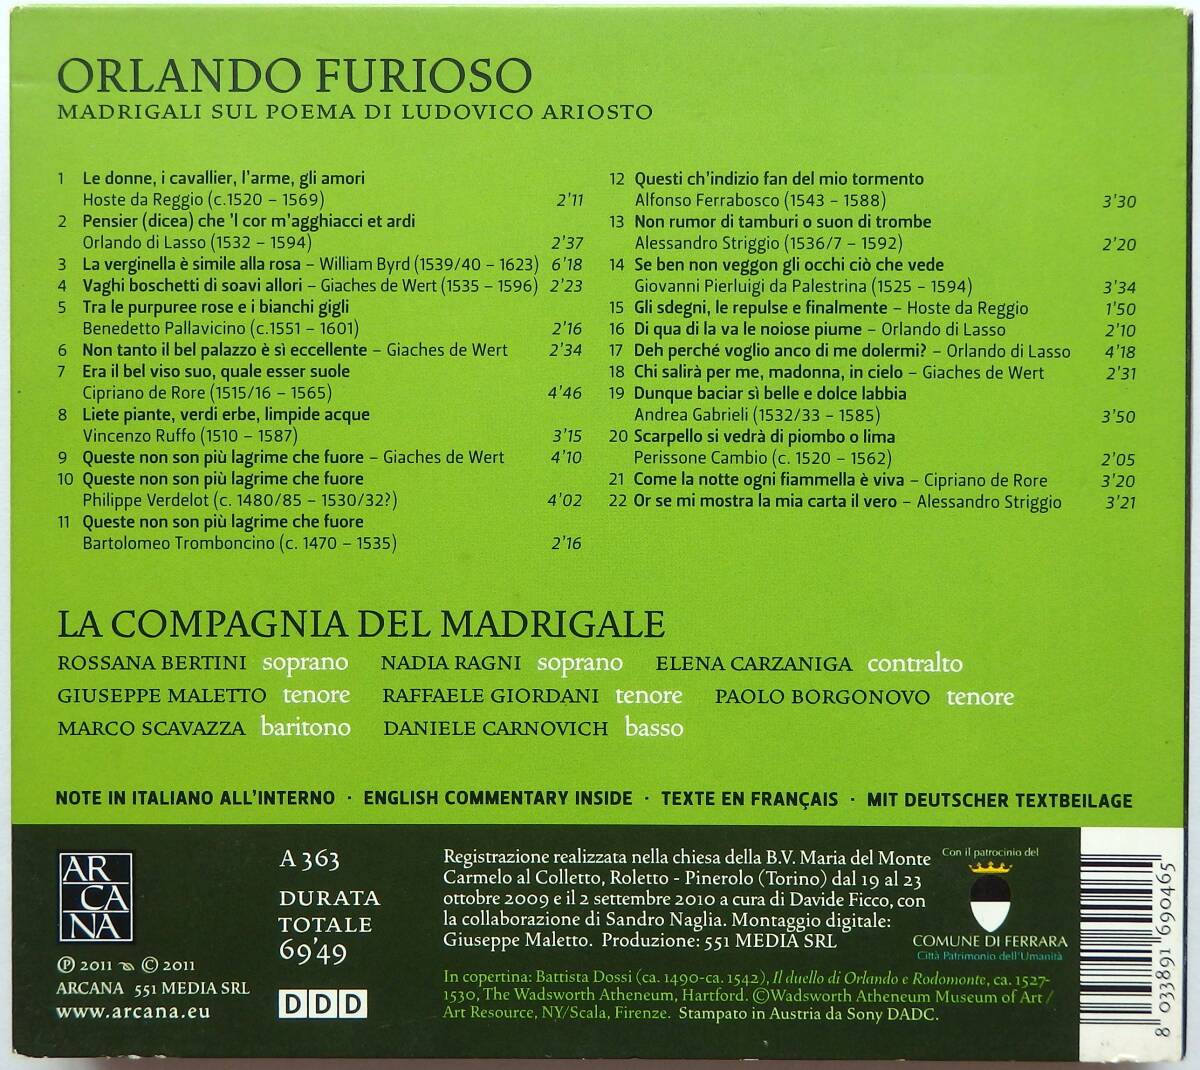 ORLANDO FURIOSO
MADRIGALI SUL POEMA DI LUDOVICO ARIOSTO
1 Le donne, i cavallier, l'arme, gli amori
Hoste da Reggio (c.1520 – 1569) 2'11
2 Pensier (dicea) che 'l cor m'agghiacci et ardi
Orlando di Lasso (1532 – 1594) 2'37
3 La verginella è simile alla rosa – William Byrd (1539/40 – 1623) 6'18
4 Vaghi boschetti di soavi allori – Giaches de Wert (1535 – 1596) 2'23
5 Tra le purpuree rose e i bianchi gigli
Benedetto Pallavicino (c.1551 – 1601) 2'16
6 Non tanto il bel palazzo è sì eccellente – Giaches de Wert 2'34
7 Era il bel viso suo, quale esser suole
Cipriano de Rore (1515/16 – 1565) 4'46
8 Liete piante, verdi erbe, limpide acque
Vincenzo Ruffo (1510 – 1587) 3'15
9 Queste non son più lagrime che fuore – Giaches de Wert 4'10
10 Queste non son più lagrime che fuore
Philippe Verdelot (c. 1480/85 – 1530/32?) 4'02
11 Queste non son più lagrime che fuore
Bartolomeo Tromboncino (c. 1470 – 1535) 2'16
12 Questi ch'indizio fan del mio tormento
Alfonso Ferrabosco (1543 – 1588) 3'30
13 Non rumor di tamburi o suon di trombe
Alessandro Striggio (1536/7 – 1592) 2'20
14 Se ben non veggon gli occhi ciò che vede
Giovanni Pierluigi da Palestrina (1525 – 1594) 3'34
15 Gli sdegni, le repulse e finalmente – Hoste da Reggio 1'50
16 Di qua di la va le noiose piume – Orlando di Lasso 2'10
17 Deh perché voglio anco di me dolermi? – Orlando di Lasso 4'18
18 Chi salirà per me, madonna, in cielo – Giaches de Wert 2'31
19 Dunque baciar sì belle e dolce labbia
Andrea Gabrieli (1532/33 – 1585) 3'50
20 Scarpello si vedrà di piombo o lima
Perissone Cambio (c. 1520 – 1562) 2'05
21 Come la notte ogni fiammella è viva – Cipriano de Rore 3'20
22 Or se mi mostra la mia carta il vero – Alessandro Striggio 3'21
LA COMPAGNIA DEL MADRIGALE
ROSSANA BERTINI soprano NADIA RAGNI soprano ELENA CARZANIGA contralto
GIUSEPPE MALETTO tenore RAFFAELE GIORDANI tenore PAOLO BORGONOVO tenore
MARCO SCAVAZZA baritono DANIELE CARNOVICH basso
NOTE IN ITALIANO ALL'INTERNO · ENGLISH COMMENTARY INSIDE · TEXTE EN FRANÇAIS · MIT DEUTSCHER TEXTBEILAGE
AR
CA
NA
℗ 2011 © 2011
ARCANA 551 MEDIA SRL
www.arcana.eu
A 363
DURATA
TOTALE
69'49
DDD
Registrazione realizzata nella chiesa della B.V. Maria del Monte
Carmelo al Colletto, Roletto - Pinerolo (Torino) dal 19 al 23
ottobre 2009 e il 2 settembre 2010 a cura di Davide Ficco, con
la collaborazione di Sandro Naglia. Montaggio digitale:
Giuseppe Maletto. Produzione: 551 MEDIA SRL
In copertina: Battista Dossi (ca. 1490-ca. 1542), Il duello di Orlando e Rodomonte, ca. 1527-
1530, The Wadsworth Atheneum, Hartford. ©Wadsworth Atheneum Museum of Art /
Art Resource, NY/Scala, Firenze. Stampato in Austria da Sony DADC.
Con il patrocinio del
COMUNE DI FERRARA
Città Patrimonio dell'Umanità
8 033891 690465